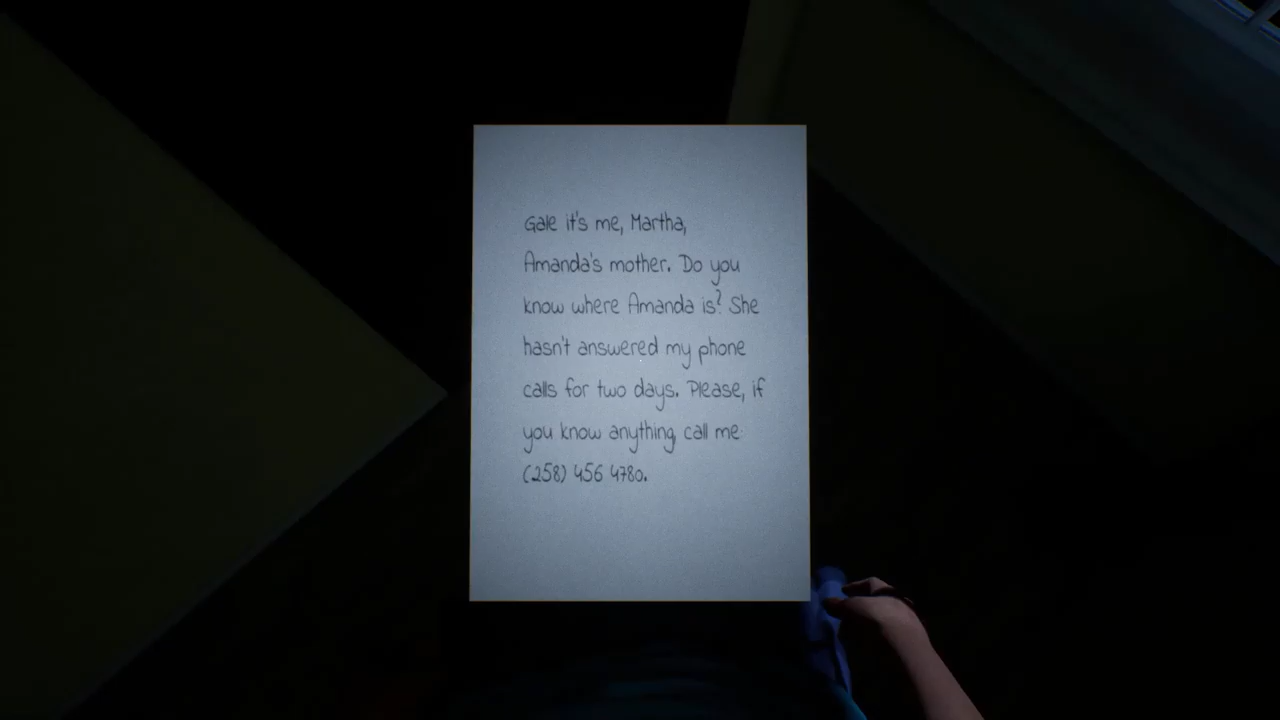 Gale it's me, Martha,
Amanda's mother. Do you
know where Amanda is? She
hasn't answered my phone
calls for two days. Please, if
you know anything, call me
(258) 456 4780.